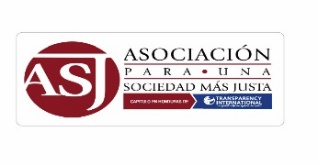 ASJ
ASOCIACIÓN
PARA • UNA
SOCIEDAD MÁS JUSTA
CAPÍTULO EN HONDURAS DE
TRANSPARENCY
INTERNATIONAL